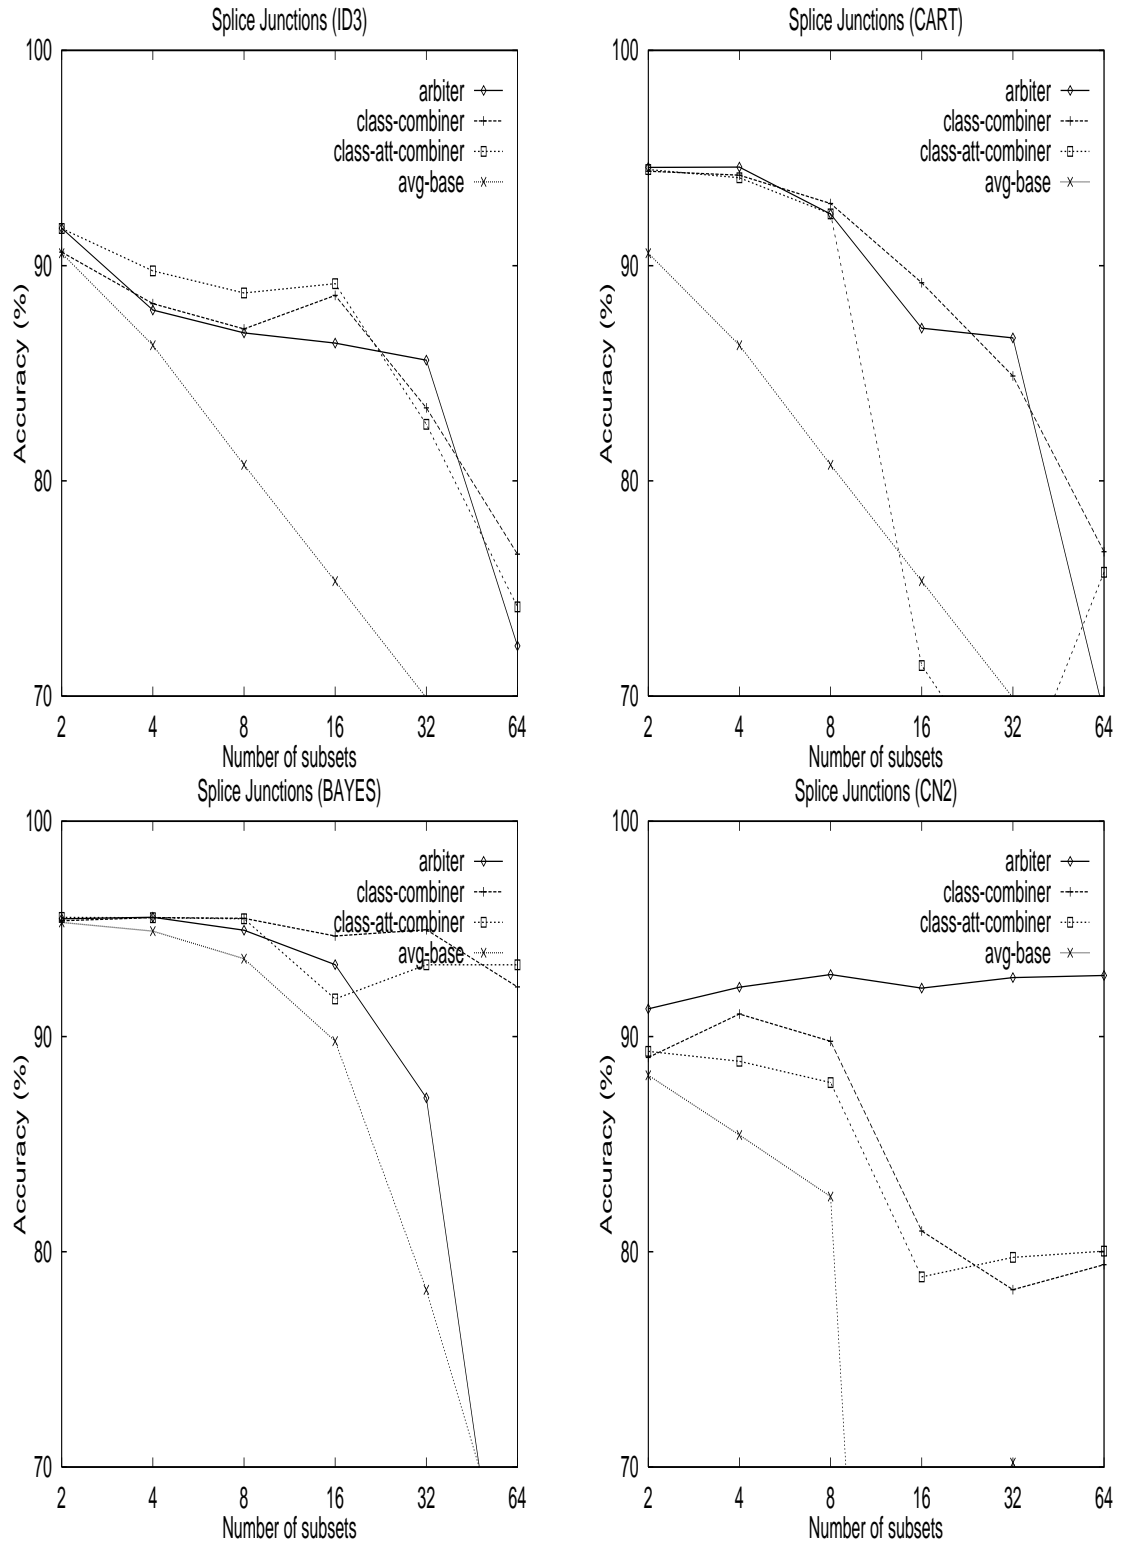 Splice Junctions (ID3)
100
90
80
70
Accuracy (%)
arbiter
class-combiner
class-att-combiner
avg-base
2 4 8 16 32 64
Number of subsets
Splice Junctions (CART)
100
90
80
70
Accuracy (%)
arbiter
class-combiner
class-att-combiner
avg-base
2 4 8 16 32 64
Number of subsets
Splice Junctions (BAYES)
100
90
80
70
Accuracy (%)
arbiter
class-combiner
class-att-combiner
avg-base
2 4 8 16 32 64
Number of subsets
Splice Junctions (CN2)
100
90
80
70
Accuracy (%)
arbiter
class-combiner
class-att-combiner
avg-base
2 4 8 16 32 64
Number of subsets